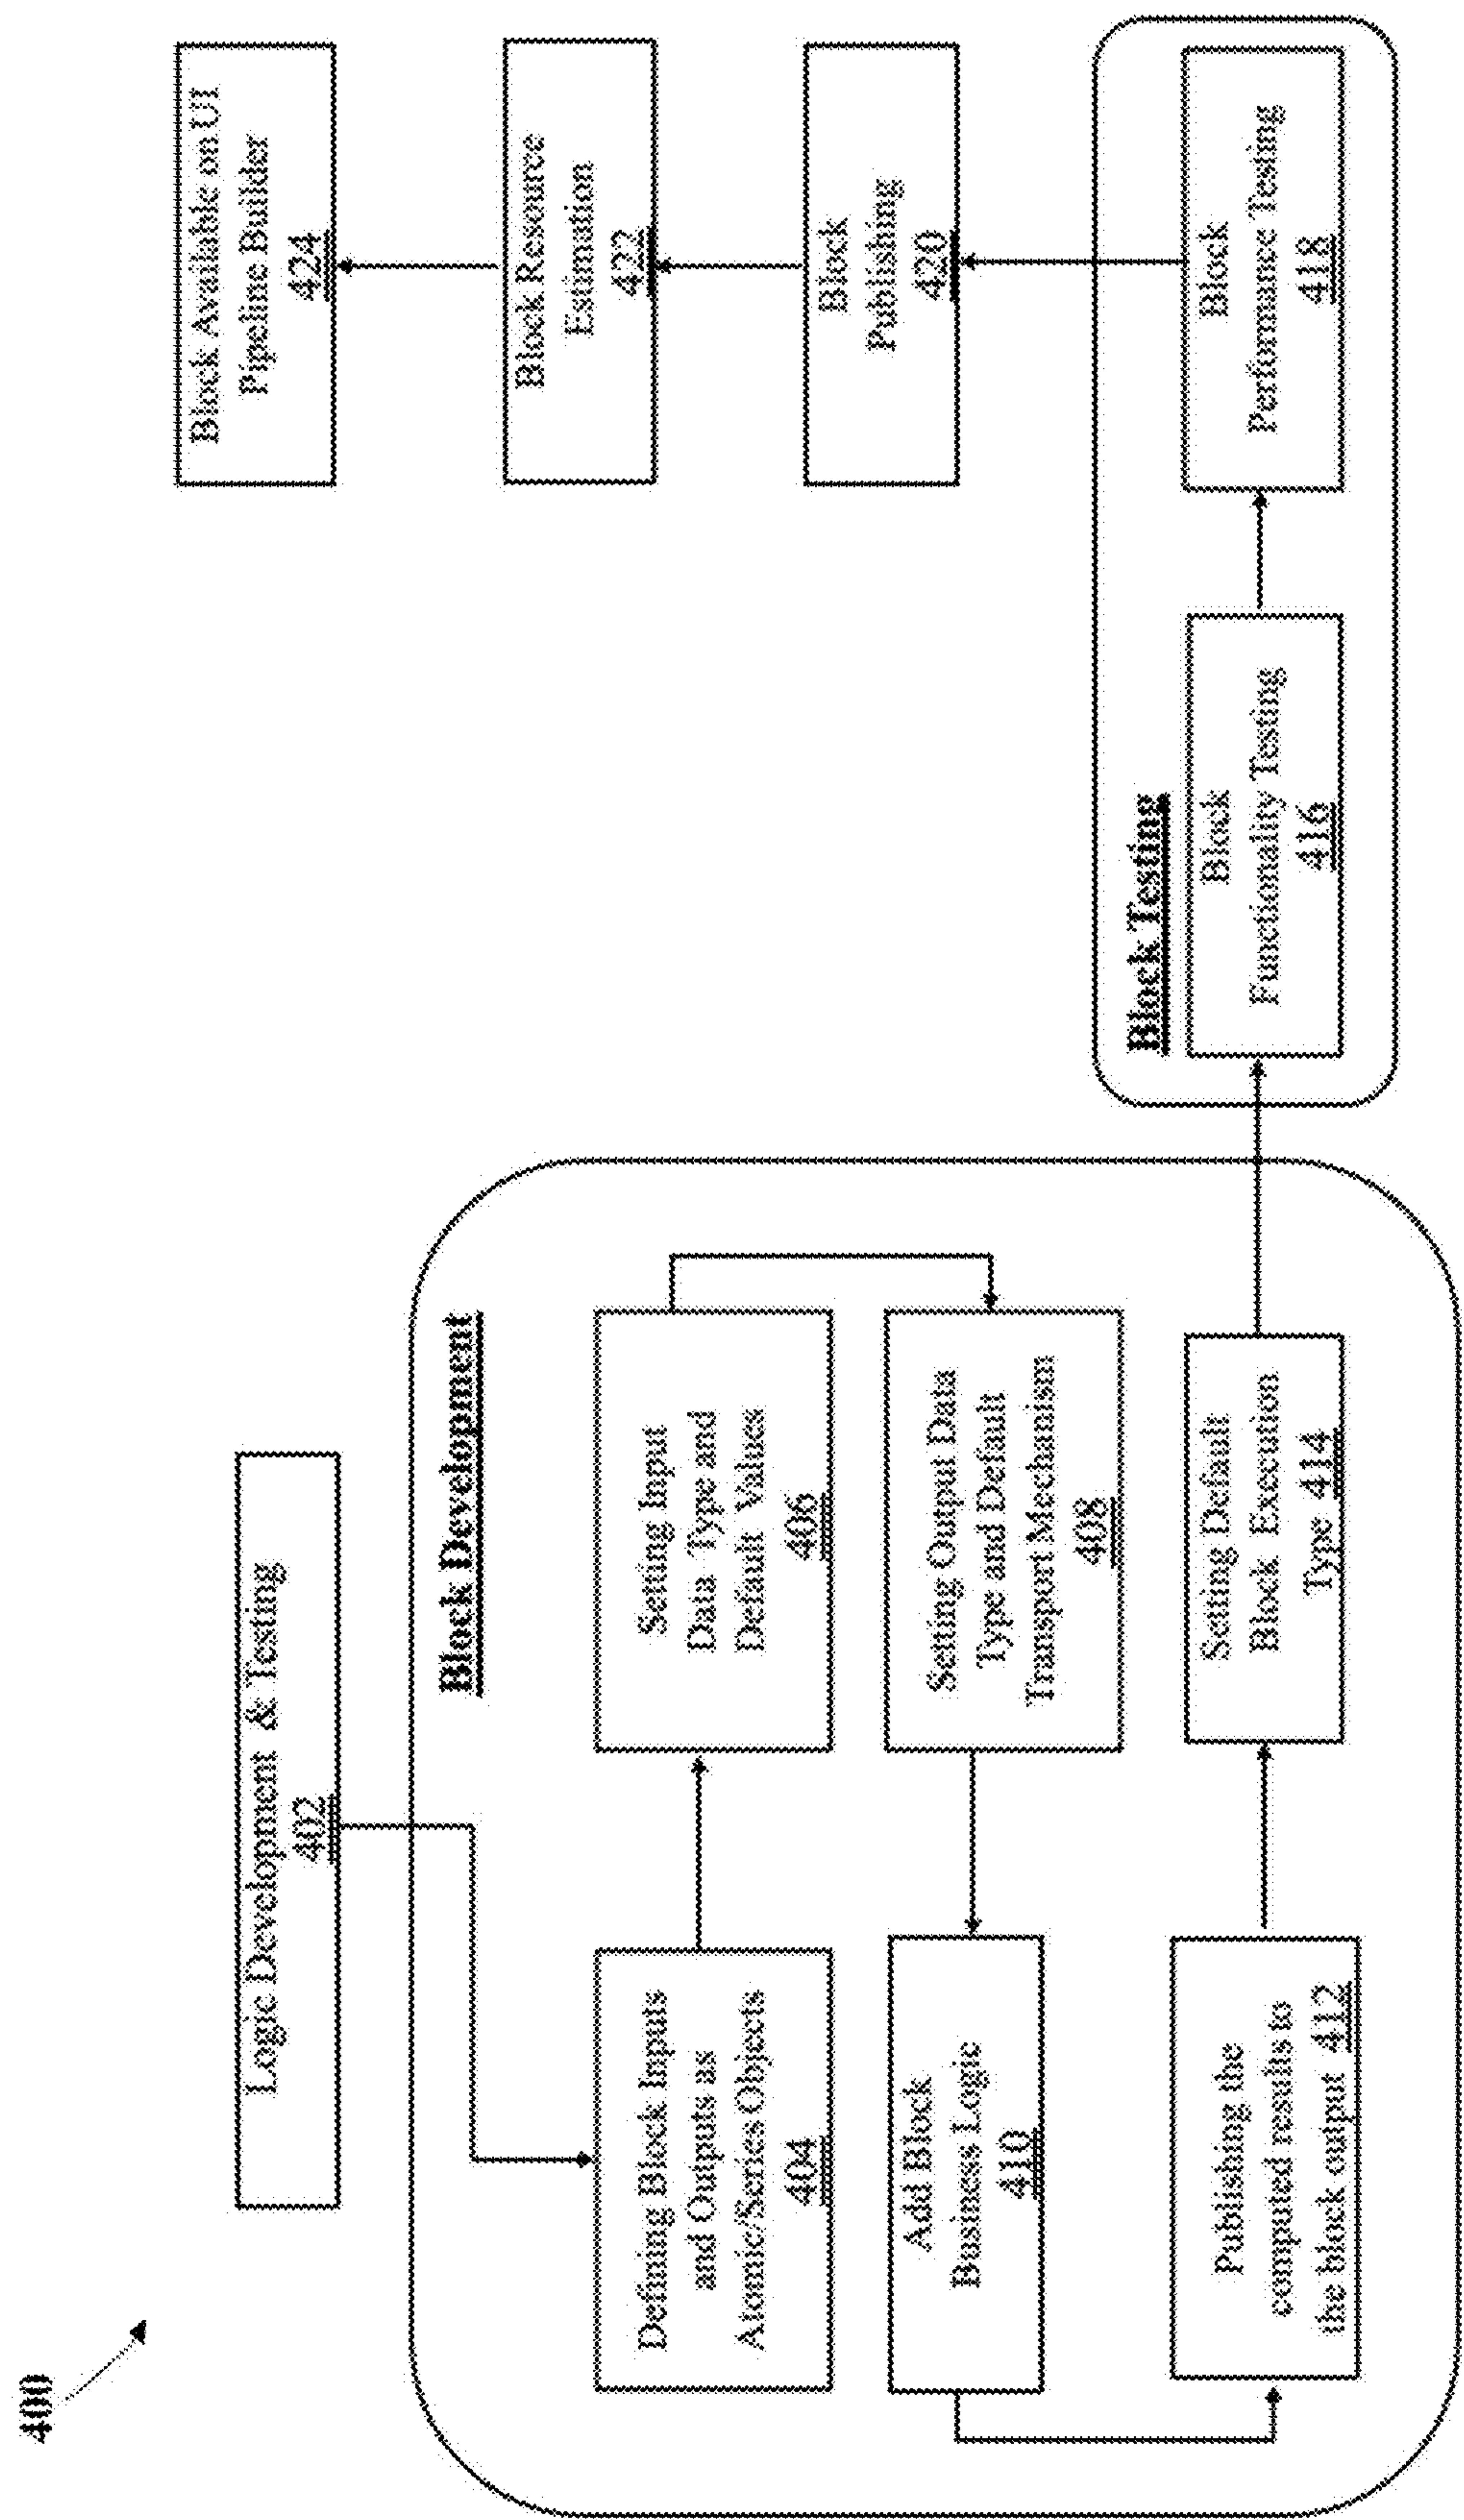 400
Logic Development & Testing
402
Block Development
Defining Block Inputs
and Outputs as
Atomic/Series Objects
404
Setting Input
Data Type and
Default Values
406
Setting Output Data
Type and Default
Transport Mechanism
408
Add Block
Business Logic
410
Publishing the
computed results to
the block output 412
Setting Default
Block Execution
Type 414
Block Testing
Block
Functionality Testing
416
Block
Performance Testing
418
Block
Publishing
420
Block Resource
Estimation
422
Block Available on UI
Pipeline Builder
424